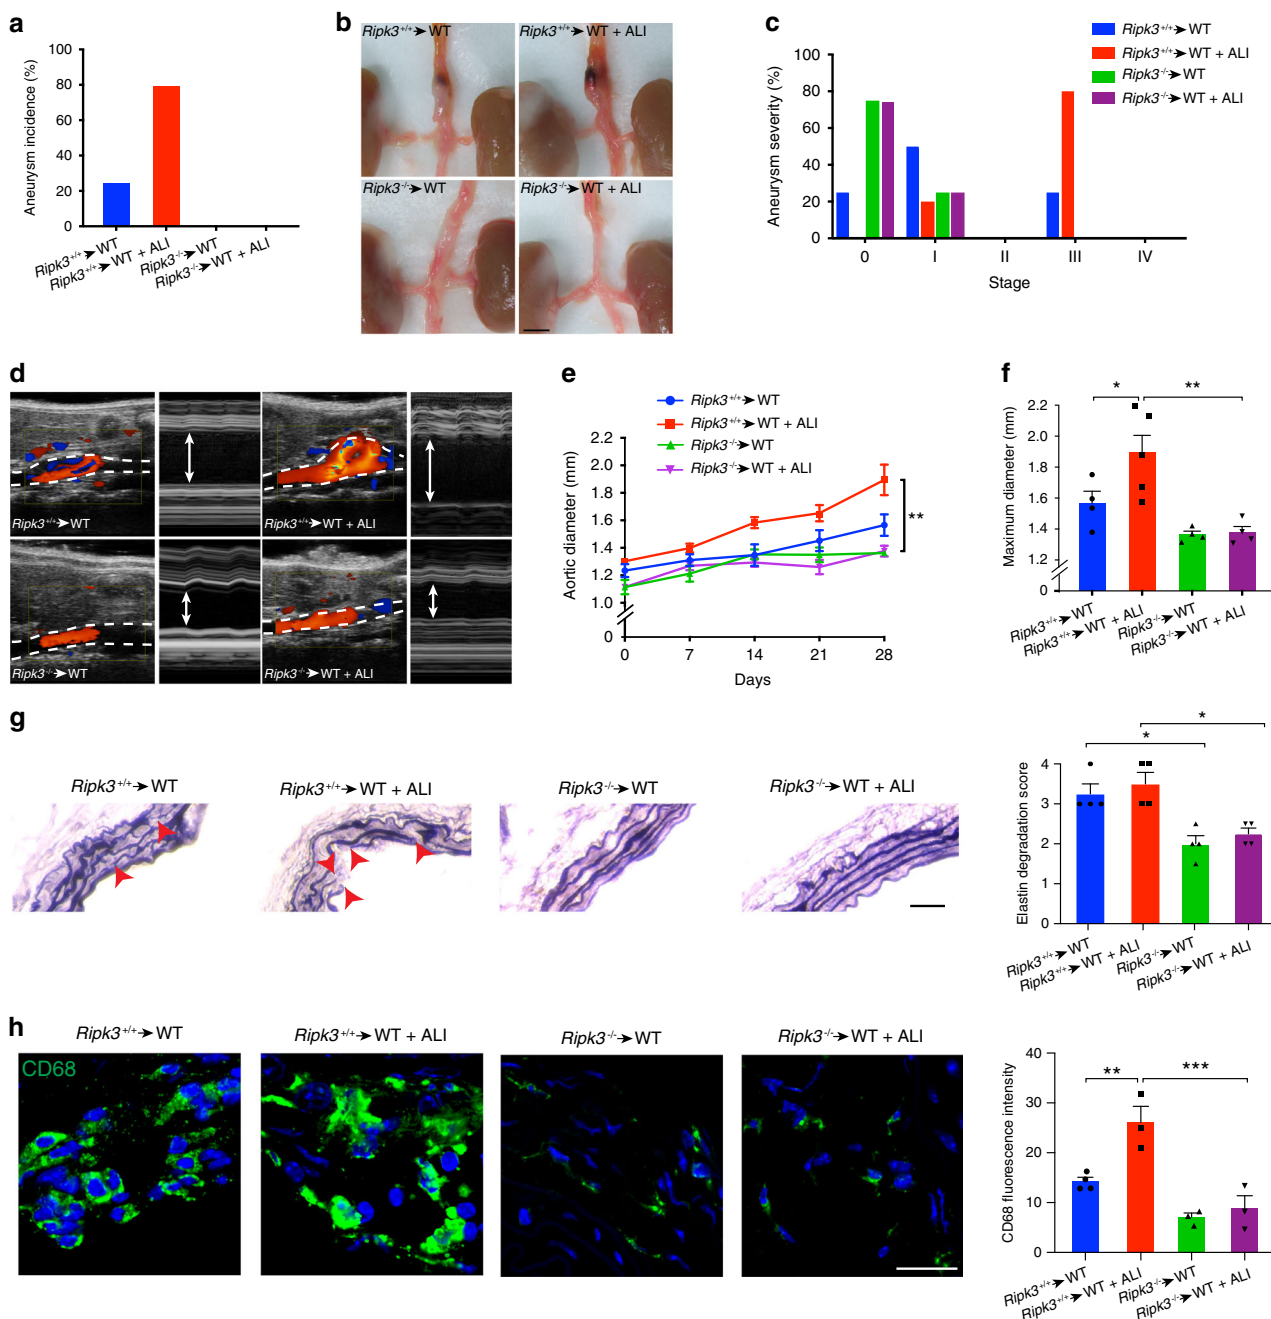 a
Aneurysm incidence (%)
100
80
60
40
20
0
Ripk3+/+→WT
Ripk3+/+→WT + ALI
Ripk3-/-→WT
Ripk3-/-→WT + ALI
b
Ripk3+/+→WT
Ripk3+/+→WT + ALI
Ripk3-/-→WT
Ripk3-/-→WT + ALI
c
Aneurysm severity (%)
100
80
60
40
20
0
0 I II III IV
Stage
Ripk3+/+→WT
Ripk3+/+→WT + ALI
Ripk3-/-→WT
Ripk3-/-→WT + ALI
d
Ripk3+/+→WT
Ripk3+/+→WT + ALI
Ripk3-/-→WT
Ripk3-/-→WT + ALI
e
Ripk3+/+→WT
Ripk3+/+→WT + ALI
Ripk3-/-→WT
Ripk3-/-→WT + ALI
Aortic diameter (mm)
2.2
2.0
1.8
1.6
1.4
1.2
1.0
0
**
0 7 14 21 28
Days
f
Maximum diameter (mm)
* **
2.2
2.0
1.8
1.6
1.4
1.2
0
Ripk3+/+→WT
Ripk3+/+→WT + ALI
Ripk3-/-→WT
Ripk3-/-→WT + ALI
g
Ripk3+/+→WT
Ripk3+/+→WT + ALI
Ripk3-/-→WT
Ripk3-/-→WT + ALI
Elastin degradation score
*
*
4
3
2
1
0
Ripk3+/+→WT
Ripk3+/+→WT + ALI
Ripk3-/-→WT
Ripk3-/-→WT + ALI
h
Ripk3+/+→WT
Ripk3+/+→WT + ALI
Ripk3-/-→WT
Ripk3-/-→WT + ALI
CD68
CD68 fluorescence intensity
** ***
40
30
20
10
0
Ripk3+/+→WT
Ripk3+/+→WT + ALI
Ripk3-/-→WT
Ripk3-/-→WT + ALI